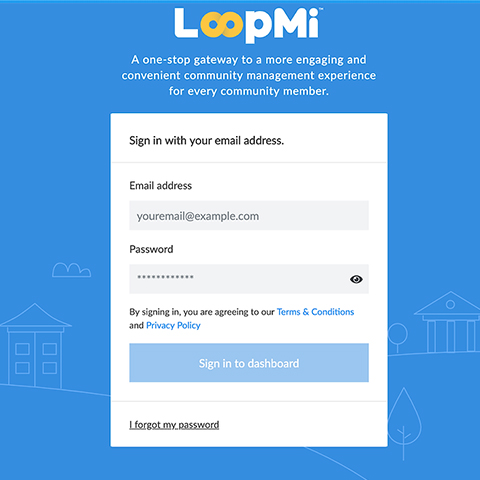 LoopMi™
A one-stop gateway to a more engaging and
convenient community management experience
for every community member.
Sign in with your email address.
Email address
youremail@example.com
Password
************
By signing in, you are agreeing to our Terms & Conditions
and Privacy Policy
Sign in to dashboard
I forgot my password